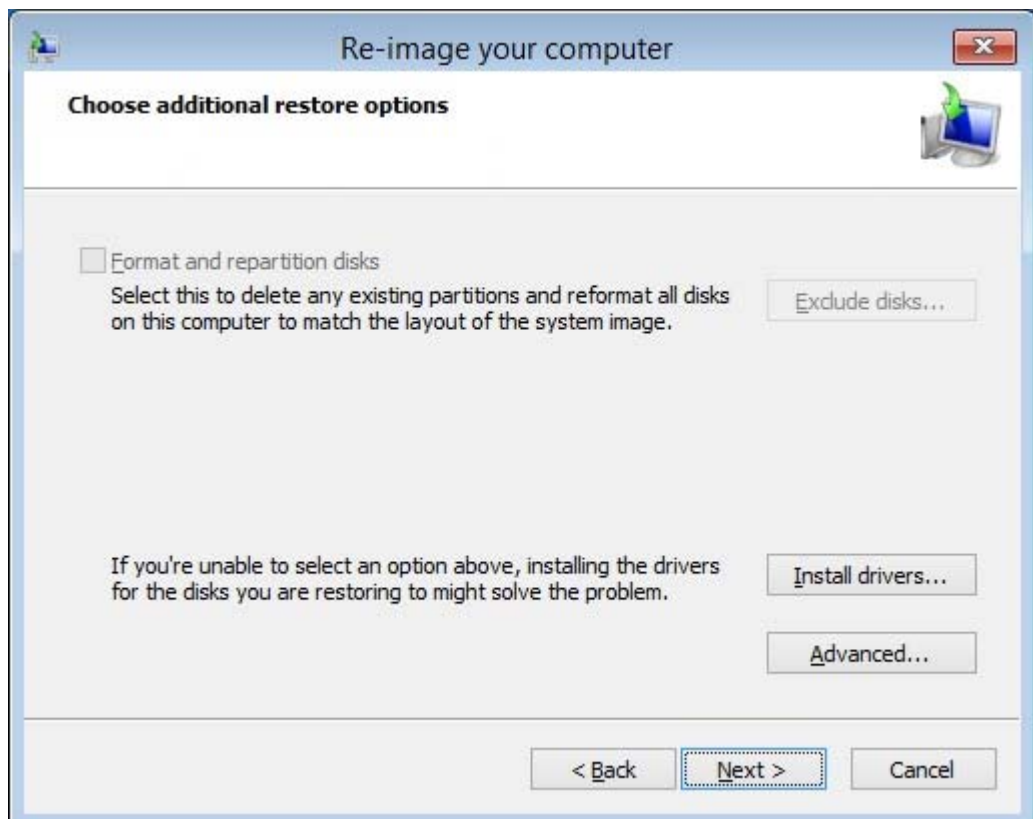 Re-image your computer
Choose additional restore options
Format and repartition disks
Select this to delete any existing partitions and reformat all disks
on this computer to match the layout of the system image.
Exclude disks...
If you're unable to select an option above, installing the drivers
for the disks you are restoring to might solve the problem.
Install drivers...
Advanced...
< Back
Next >
Cancel